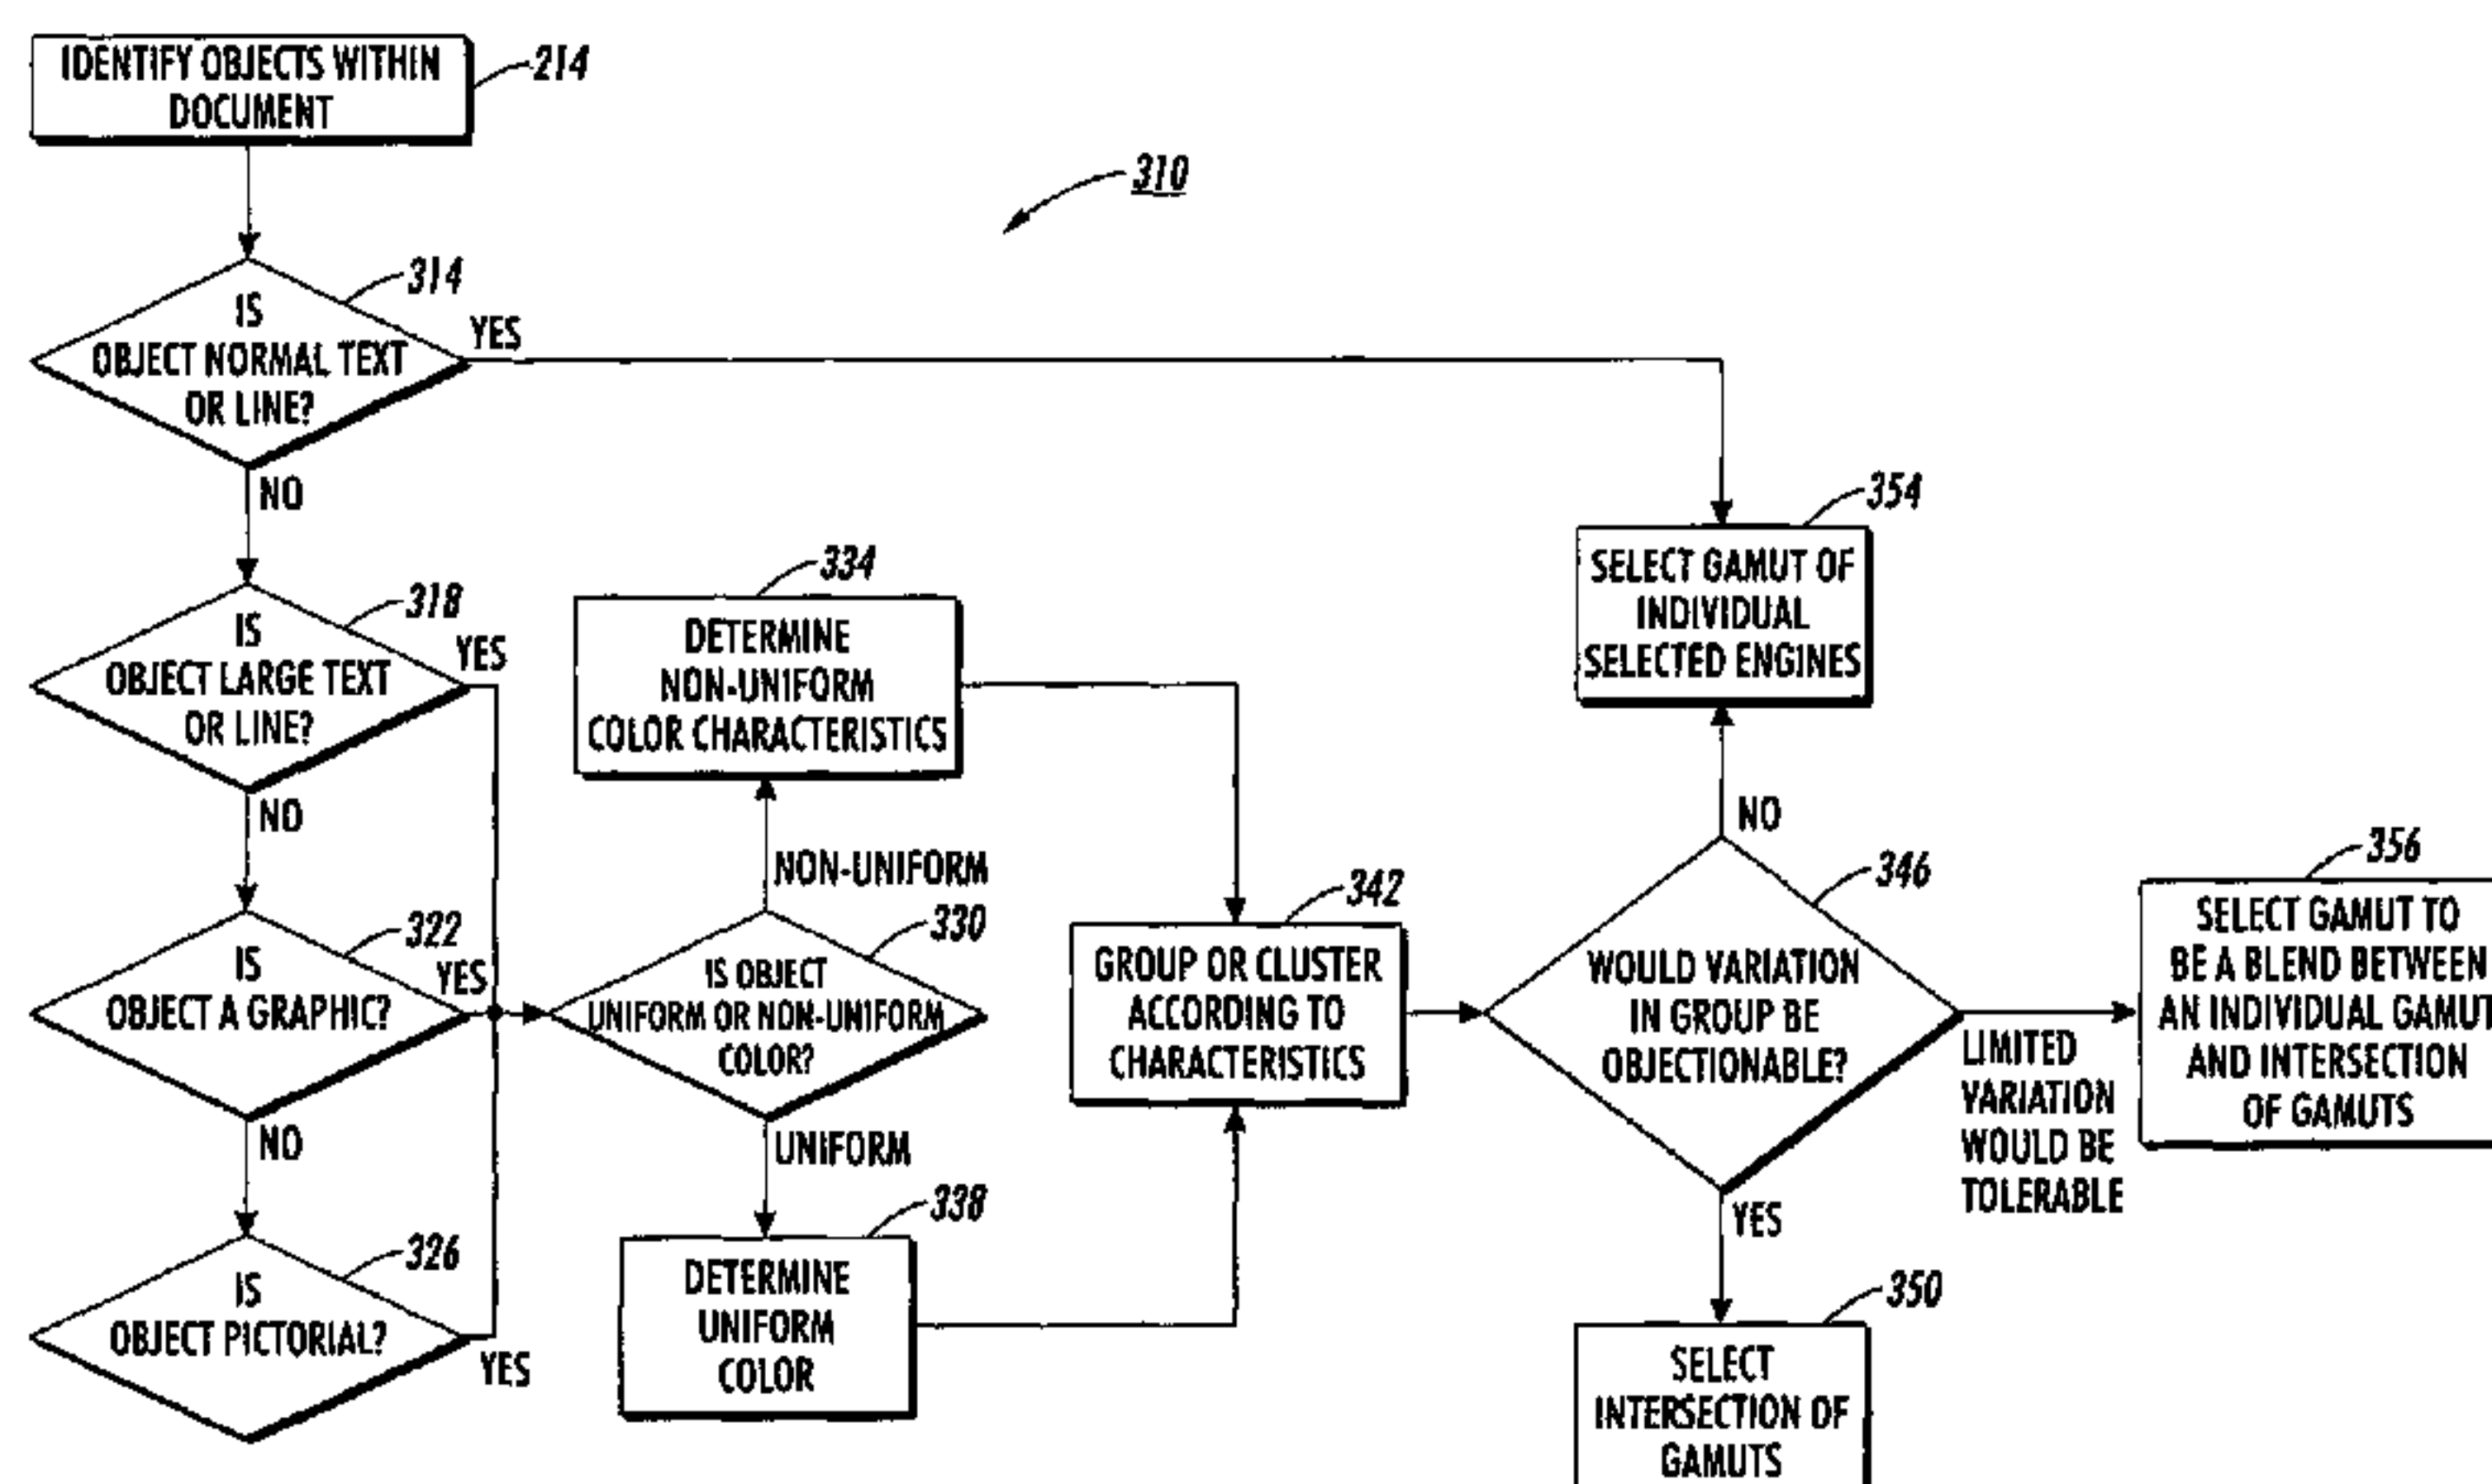 IDENTIFY OBJECTS WITHIN
DOCUMENT
214
310
IS
OBJECT NORMAL TEXT
OR LINE?
314
YES
NO
IS
OBJECT LARGE TEXT
OR LINE?
318
YES
NO
IS
OBJECT A GRAPHIC?
322
YES
NO
IS
OBJECT PICTORIAL?
326
YES
DETERMINE
NON-UNIFORM
COLOR CHARACTERISTICS
334
NON-UNIFORM
IS OBJECT
UNIFORM OR NON-UNIFORM
COLOR?
330
UNIFORM
DETERMINE
UNIFORM
COLOR
338
GROUP OR CLUSTER
ACCORDING TO
CHARACTERISTICS
342
SELECT GAMUT OF
INDIVIDUAL
SELECTED ENGINES
354
NO
WOULD VARIATION
IN GROUP BE
OBJECTIONABLE?
346
YES
LIMITED
VARIATION
WOULD BE
TOLERABLE
SELECT GAMUT TO
BE A BLEND BETWEEN
AN INDIVIDUAL GAMUT
AND INTERSECTION
OF GAMUTS
356
SELECT
INTERSECTION OF
GAMUTS
350